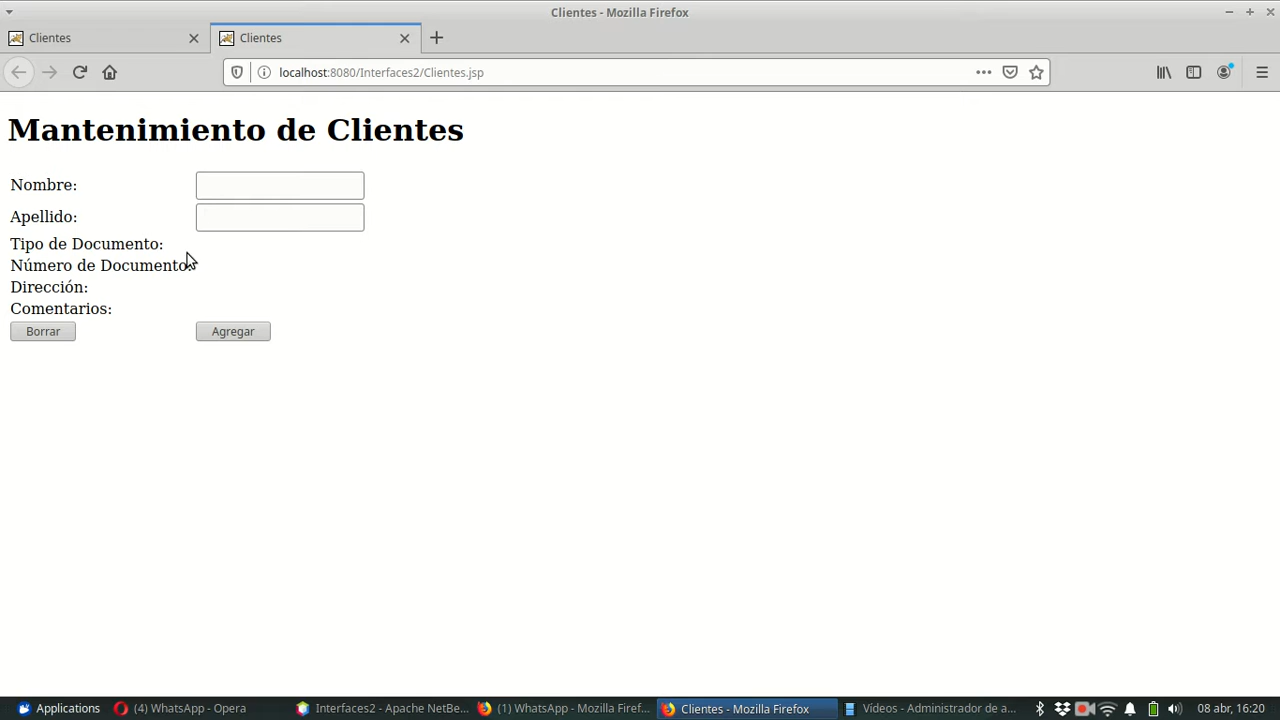 Clientes - Mozilla Firefox
Clientes
Clientes
localhost:8080/Interfaces2/Clientes.jsp
Mantenimiento de Clientes
Nombre:
Apellido:
Tipo de Documento:
Número de Documento:
Dirección:
Comentarios:
Borrar Agregar
Applications (4) WhatsApp - Opera Interfaces2 - Apache NetBe... (1) WhatsApp - Mozilla Firef... Clientes - Mozilla Firefox Vídeos - Administrador de a... 08 abr, 16:20